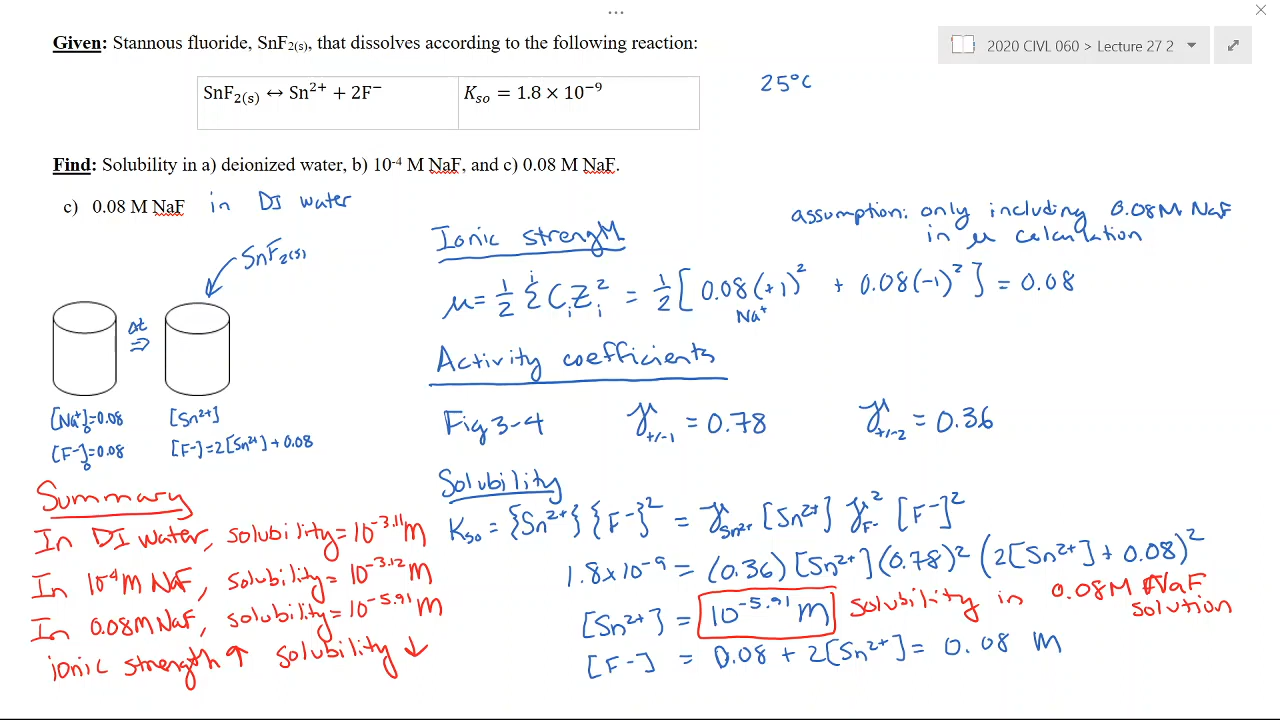 ...
Given: Stannous fluoride, SnF₂₍ₛ₎, that dissolves according to the following reaction:
2020 CIVL 060 > Lecture 27 2
25°C
SnF₂₍ₛ₎ ↔ Sn²⁺ + 2F⁻
Kₛₒ = 1.8 × 10⁻⁹
Find: Solubility in a) deionized water, b) 10⁻⁴ M NaF, and c) 0.08 M NaF.
c) 0.08 M NaF in DI water
SnF₂₍ₛ₎
Δt ⇒
[Na⁺]₀=0.08
[F⁻]₀=0.08
[Sn²⁺]
[F⁻]=2[Sn²⁺]+0.08
assumption: only including 0.08M NaF
in μ calculation
Ionic strength
μ = 1/2 Σⁱ CᵢZᵢ² = 1/2 [0.08(+1)² + 0.08(-1)²] = 0.08
Na⁺
Activity coefficients
Fig 3-4 γ+/-1 = 0.78 γ+/-2 = 0.36
Solubility
Kₛₒ = {Sn²⁺}{F⁻}² = γSn²⁺ [Sn²⁺] γF⁻² [F⁻]²
1.8x10⁻⁹ = (0.36)[Sn²⁺](0.78)²(2[Sn²⁺] + 0.08)²
[Sn²⁺] = 10^-5.91 M solubility in 0.08M NaF
solution
[F⁻] = 0.08 + 2[Sn²⁺] = 0.08 M
Summary
In DI water, solubility = 10^-3.11 M
In 10⁻⁴M NaF, solubility = 10^-3.12 M
In 0.08M NaF, solubility = 10^-5.91 M
ionic strength ↑ solubility ↓